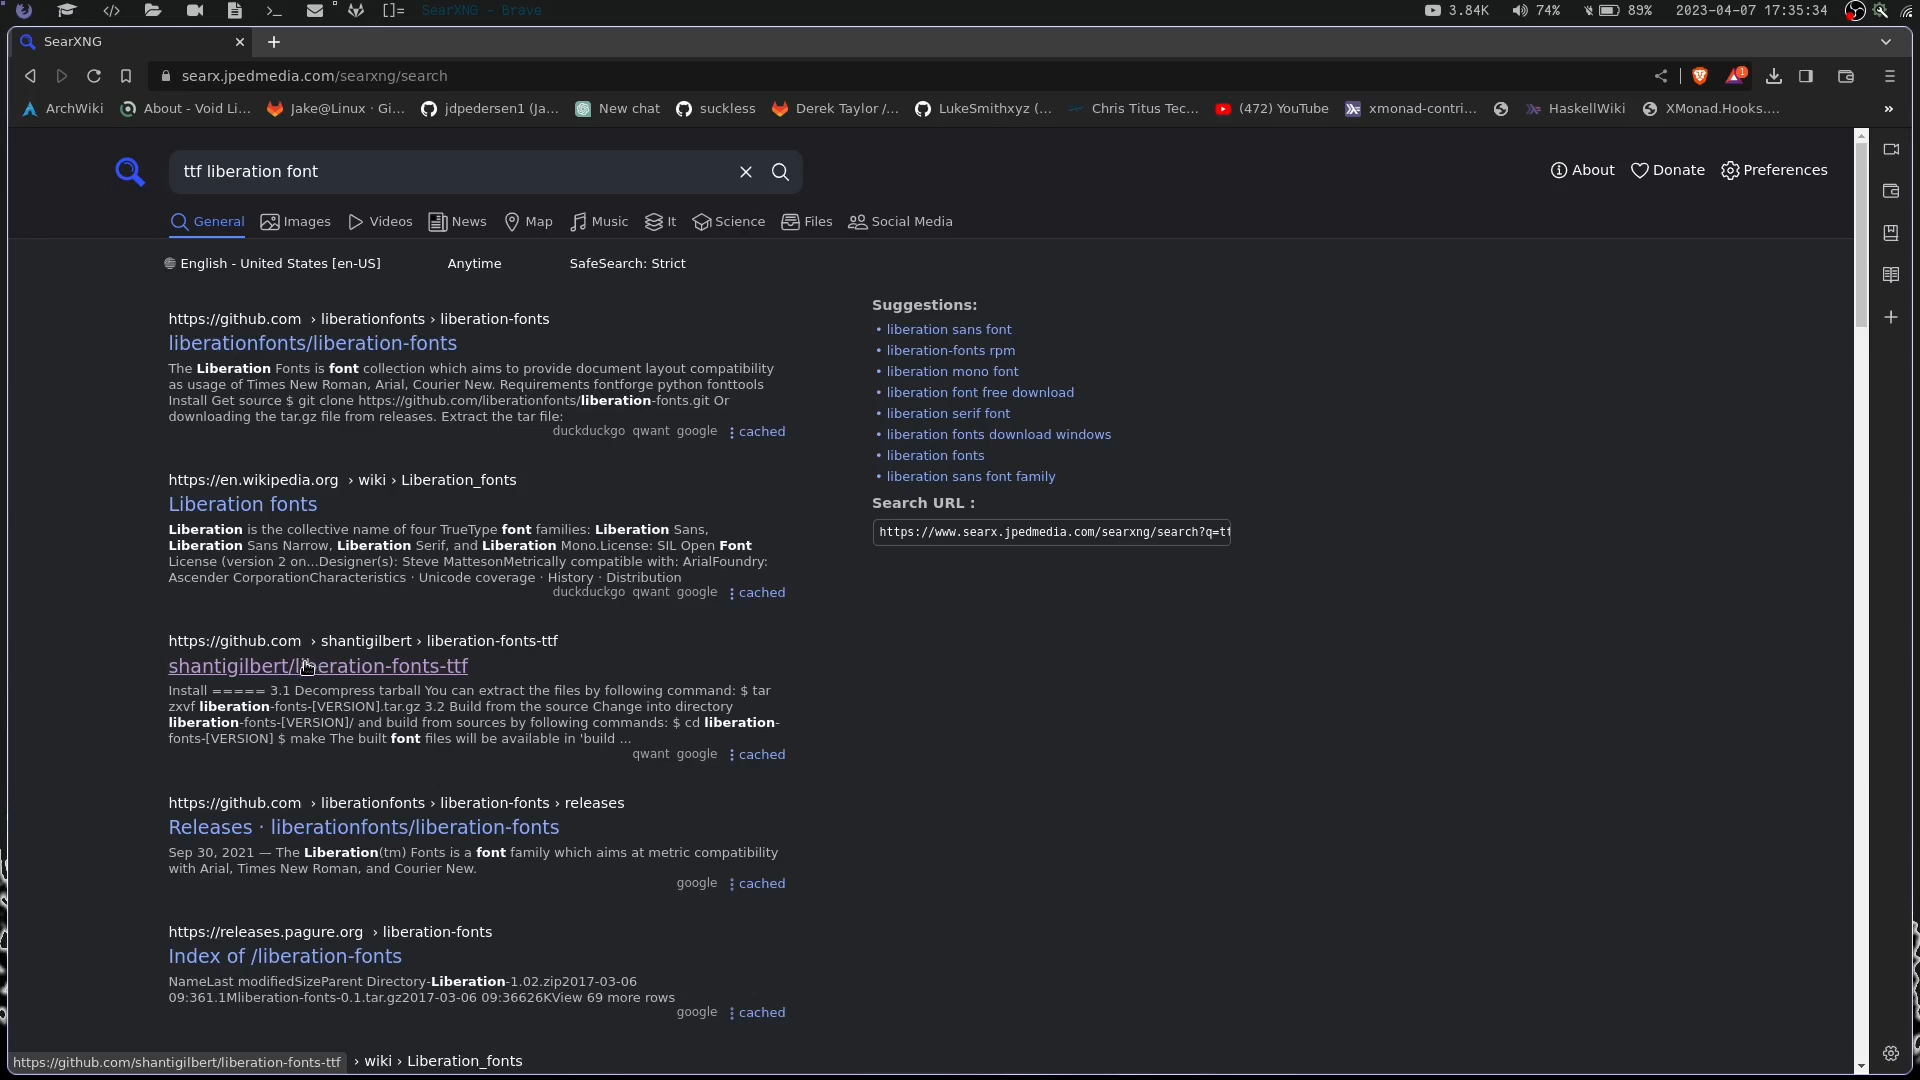 []= SearXNG - Brave 3.84K 74% 89% 2023-04-07 17:35:34
SearXNG
searx.jpedmedia.com/searxng/search 1
ArchWiki About - Void Li... Jake@Linux · Gi... jdpedersen1 (Ja... New chat suckless Derek Taylor /... LukeSmithxyz (... Chris Titus Tec... (472) YouTube xmonad-contri... HaskellWiki XMonad.Hooks.... »
ttf liberation font
About Donate Preferences
General Images Videos News Map Music It Science Files Social Media
English - United States [en-US] Anytime SafeSearch: Strict
https://github.com › liberationfonts › liberation-fonts
liberationfonts/liberation-fonts
The Liberation Fonts is font collection which aims to provide document layout compatibility
as usage of Times New Roman, Arial, Courier New. Requirements fontforge python fonttools
Install Get source $ git clone https://github.com/liberationfonts/liberation-fonts.git Or
downloading the tar.gz file from releases. Extract the tar file:
duckduckgo qwant google cached
https://en.wikipedia.org › wiki › Liberation_fonts
Liberation fonts
Liberation is the collective name of four TrueType font families: Liberation Sans,
Liberation Sans Narrow, Liberation Serif, and Liberation Mono.License: SIL Open Font
License (version 2 on...Designer(s): Steve MattesonMetrically compatible with: ArialFoundry:
Ascender CorporationCharacteristics · Unicode coverage · History · Distribution
duckduckgo qwant google cached
https://github.com › shantigilbert › liberation-fonts-ttf
shantigilbert/liberation-fonts-ttf
Install ===== 3.1 Decompress tarball You can extract the files by following command: $ tar
zxvf liberation-fonts-[VERSION].tar.gz 3.2 Build from the source Change into directory
liberation-fonts-[VERSION]/ and build from sources by following commands: $ cd liberation-
fonts-[VERSION] $ make The built font files will be available in 'build ...
qwant google cached
https://github.com › liberationfonts › liberation-fonts › releases
Releases · liberationfonts/liberation-fonts
Sep 30, 2021 — The Liberation(tm) Fonts is a font family which aims at metric compatibility
with Arial, Times New Roman, and Courier New.
google cached
https://releases.pagure.org › liberation-fonts
Index of /liberation-fonts
NameLast modifiedSizeParent Directory-Liberation-1.02.zip2017-03-06
09:361.1Mliberation-fonts-0.1.tar.gz2017-03-06 09:36626KView 69 more rows
google cached
› wiki › Liberation_fonts
https://github.com/shantigilbert/liberation-fonts-ttf
Suggestions:
• liberation sans font
• liberation-fonts rpm
• liberation mono font
• liberation font free download
• liberation serif font
• liberation fonts download windows
• liberation fonts
• liberation sans font family
Search URL :
https://www.searx.jpedmedia.com/searxng/search?q=tt